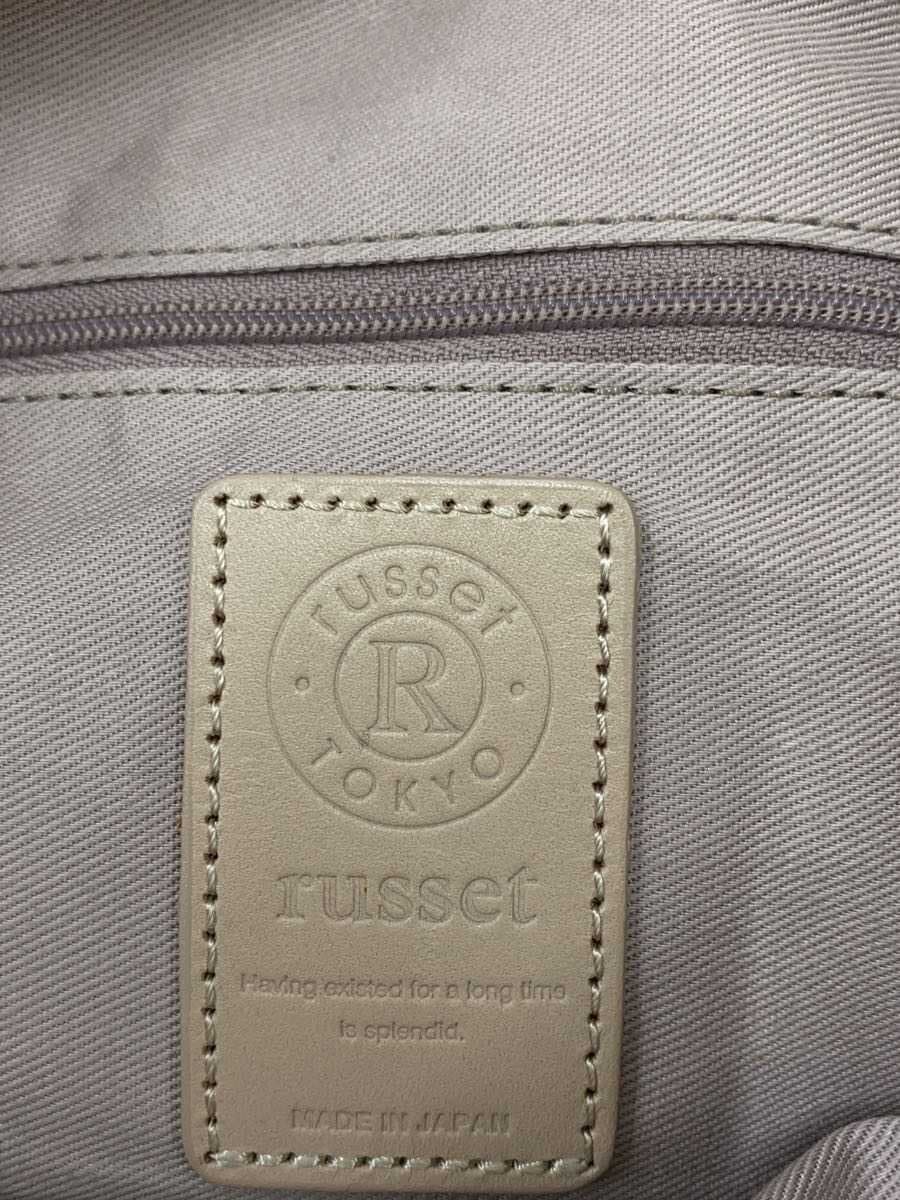 russet
R
TOKYO
russet
Having existed for a long time
is splendid.
MADE IN JAPAN